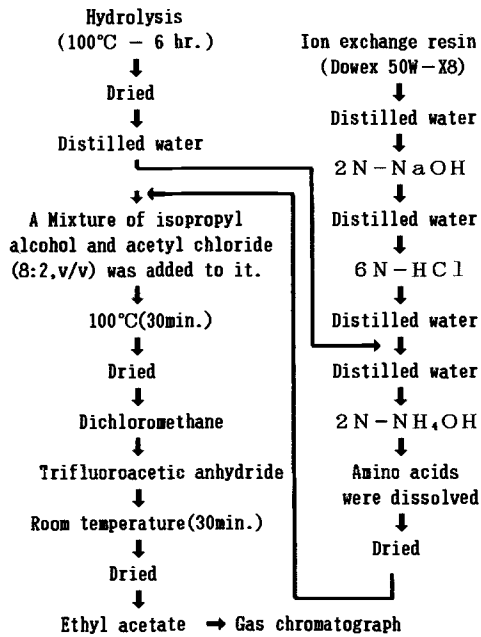 Hydrolysis
(100℃ - 6 hr.)
Dried
Distilled water
A Mixture of isopropyl
alcohol and acetyl chloride
(8:2,v/v) was added to it.
100℃(30min.)
Dried
Dichloromethane
Trifluoroacetic anhydride
Room temperature(30min.)
Dried
Ethyl acetate → Gas chromatograph
Ion exchange resin
(Dowex 50W-X8)
Distilled water
2N-NaOH
Distilled water
6N-HCl
Distilled water
Distilled water
2N-NH₄OH
Amino acids
were dissolved
Dried